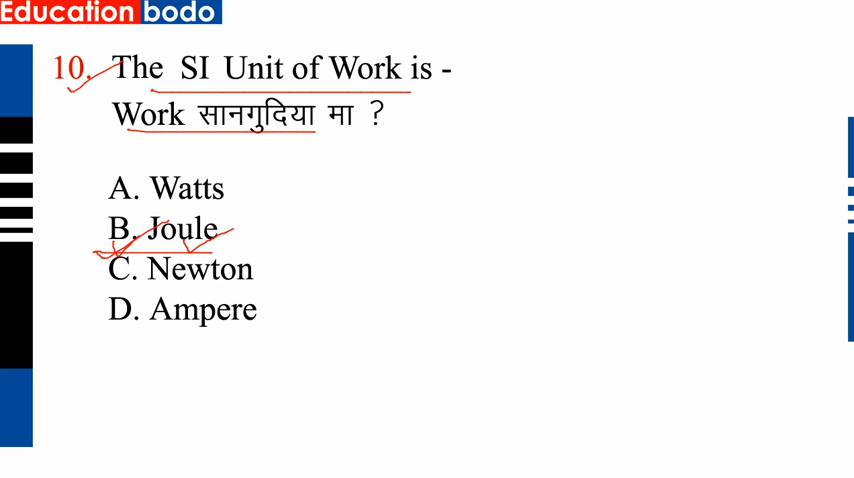 Education bodo
10. The SI Unit of Work is -
Work सानगुदिया मा ?
A. Watts
B. Joule
C. Newton
D. Ampere